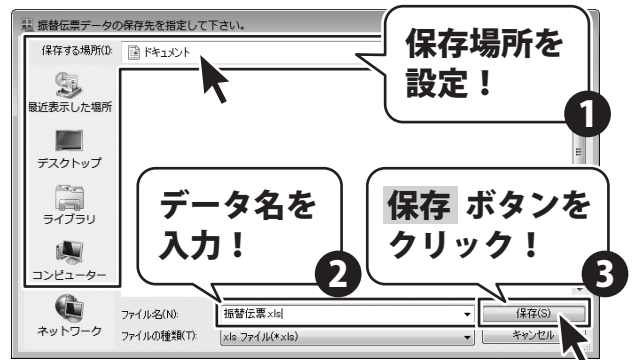 振替伝票データの保存先を指定して下さい。
保存する場所(I):
ドキュメント
保存場所を
設定！
1
最近表示した場所
デスクトップ
ライブラリ
コンピューター
ネットワーク
データ名を
入力！
2
保存 ボタンを
クリック！
3
ファイル名(N):
振替伝票.xls
保存(S)
ファイルの種類(T):
xls ファイル(*.xls)
キャンセル